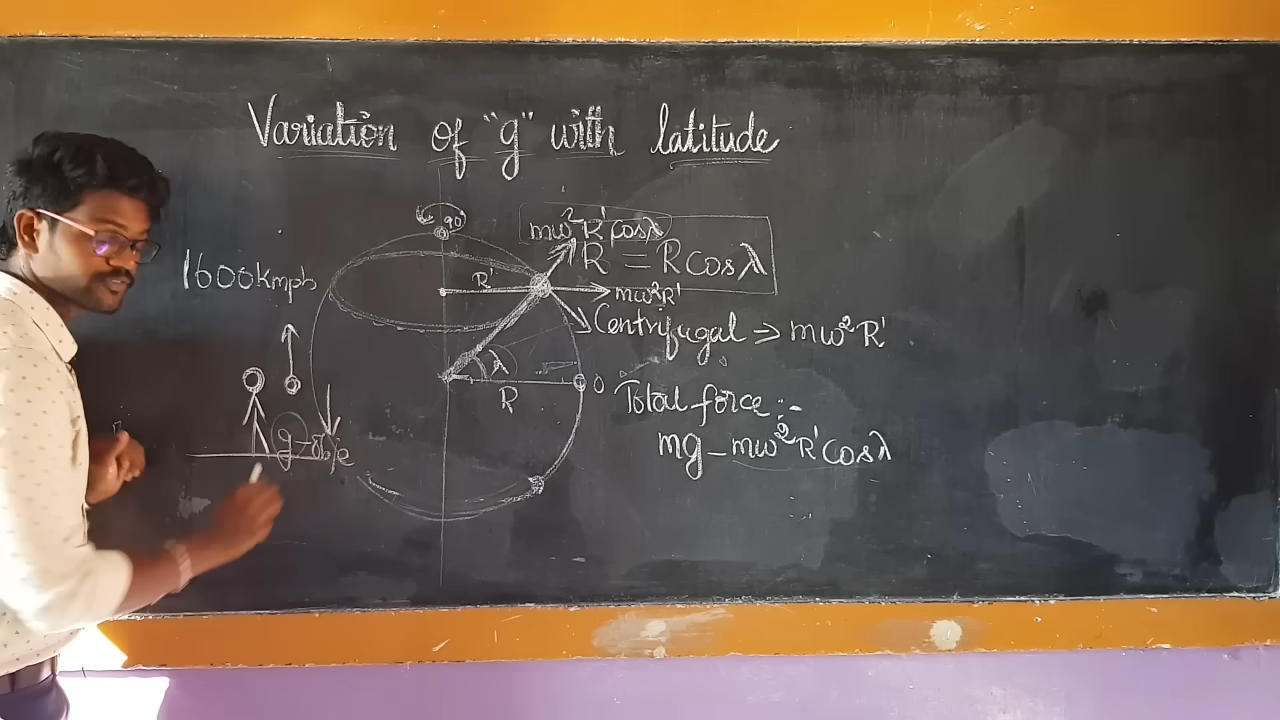 Variation of "g" with latitude
90
mω²R'cosλ
R = R cos λ
1600kmph
R'
mω²R'
Centrifugal => mω²R'
λ
R
0
Total force :-
mg - mω²R'cosλ
g